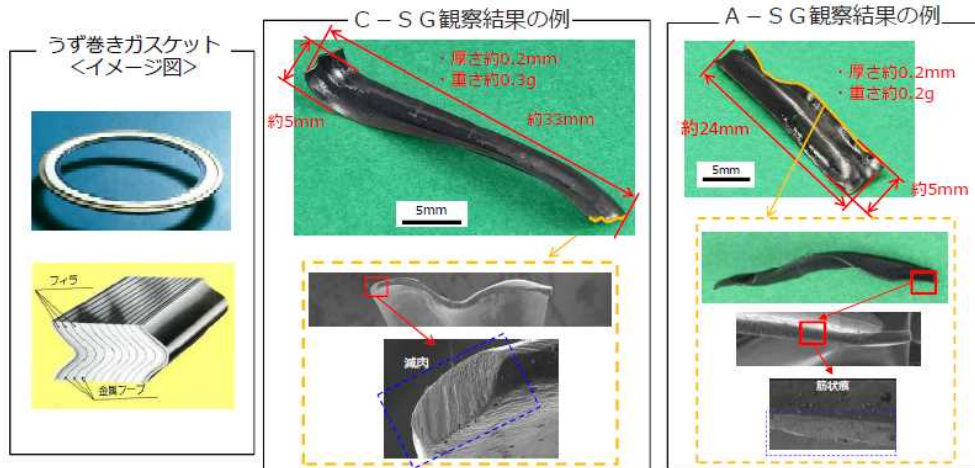 うず巻きガスケット
<イメージ図>
フィラ
金属フープ
C－SG観察結果の例
・厚さ約0.2mm
・重さ約0.3g
約5mm
約33mm
5mm
減肉
A－SG観察結果の例
・厚さ約0.2mm
・重さ約0.2g
約24mm
5mm
約5mm
筋状痕